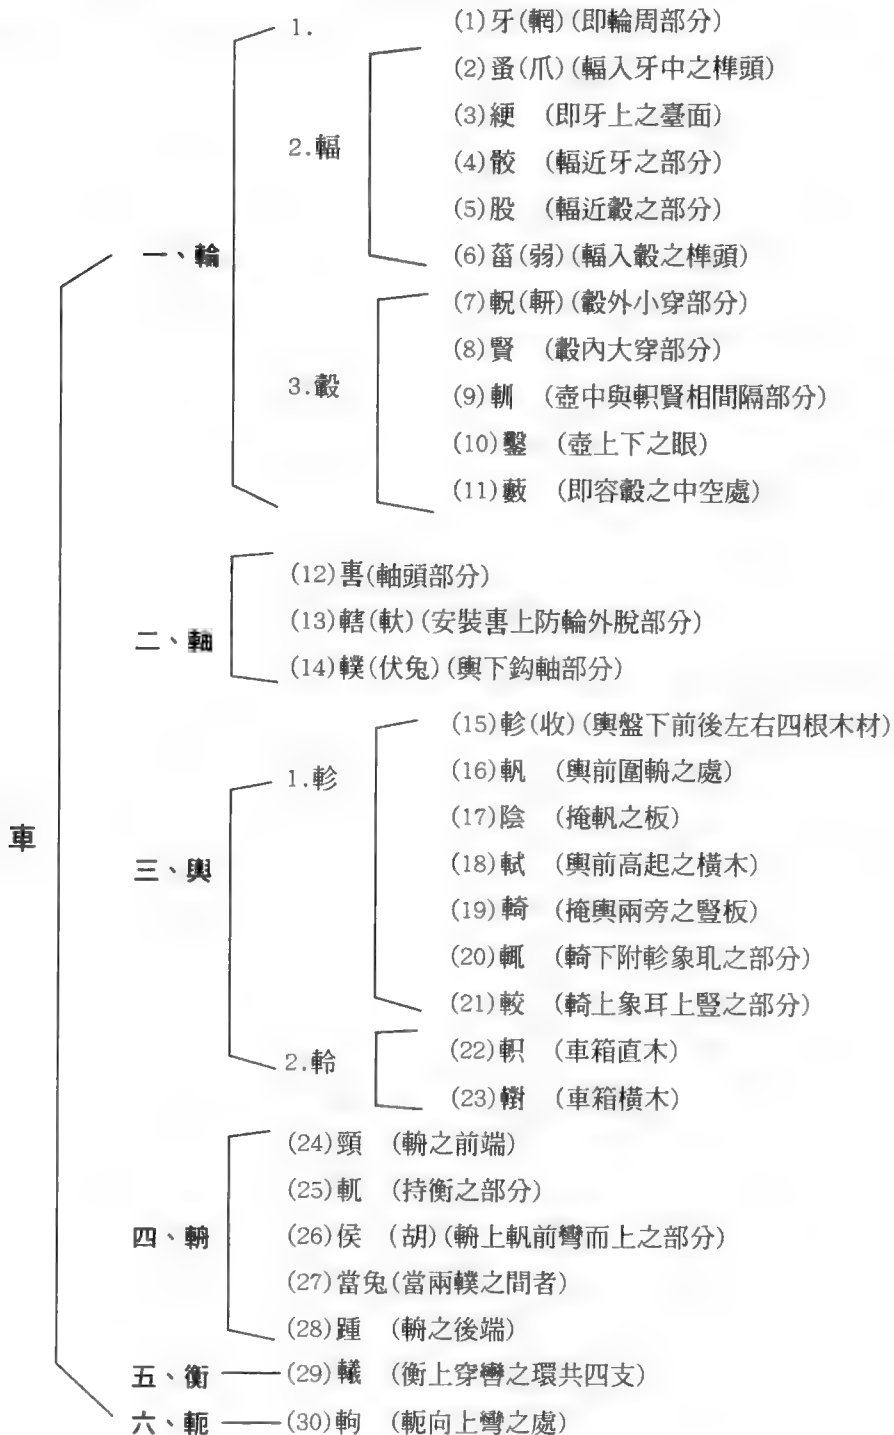 車
一、輪
1.
(1)牙(輞)(即輪周部分)
2.輻
(2)蚤(爪)(輻入牙中之榫頭)
(3)綆 (即牙上之臺面)
(4)骹 (輻近牙之部分)
(5)股 (輻近轂之部分)
(6)菑(弱)(輻入轂之榫頭)
3.轂
(7) (轂外小穿部分)
(8)賢 (轂內大穿部分)
(9) (壺中與軹賢相間隔部分)
(10)鑿 (壺上下之眼)
(11)藪 (即容轂之中空處)
二、軸
(12)軎(軸頭部分)
(13)轄(軑)(安裝軎上防輪外脫部分)
(14)轐(伏兔)(輿下鈎軸部分)
三、輿
1.軫
(15)軫(收)(輿盤下前後左右四根木材)
(16)軓 (輿前圍輈之處)
(17)陰 (掩軓之板)
(18)軾 (輿前高起之橫木)
(19)輢 (掩輿兩旁之豎板)
(20)輒 (輢下附軫象耴之部分)
(21)較 (輢上象耳上豎之部分)
2.軨
(22)軹 (車箱直木)
(23)轛 (車箱橫木)
四、輈
(24)頸 (輈之前端)
(25)軏 (持衡之部分)
(26)侯 (胡)(輈上軓前彎而上之部分)
(27)當兔(當兩轐之間者)
(28)踵 (輈之後端)
五、衡
(29)轙 (衡上穿轡之環共四支)
六、軛
(30)軥 (軛向上彎之處)